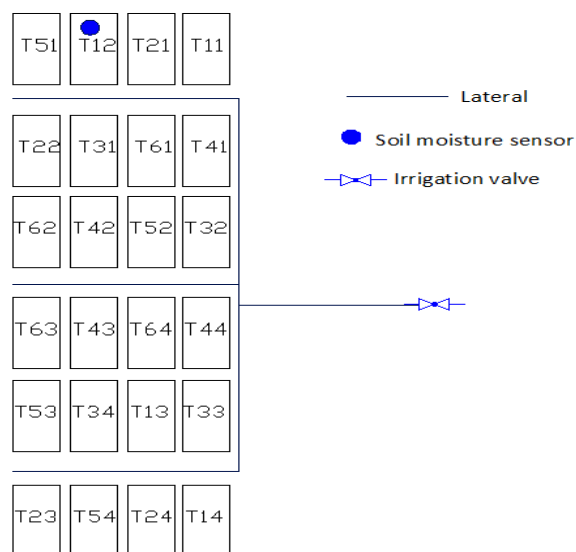 T51 T12 T21 T11
Lateral
T22 T31 T61 T41
Soil moisture sensor
Irrigation valve
T62 T42 T52 T32
T63 T43 T64 T44
T53 T34 T13 T33
T23 T54 T24 T14